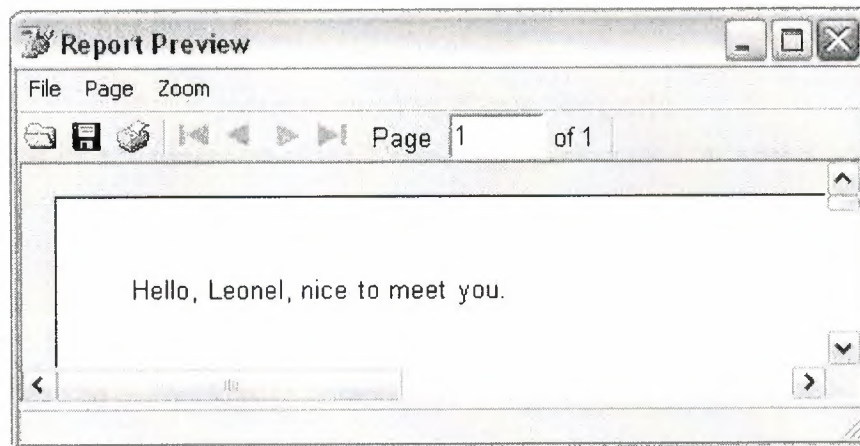 Report Preview
File Page Zoom
Page 1 of 1
Hello, Leonel, nice to meet you.